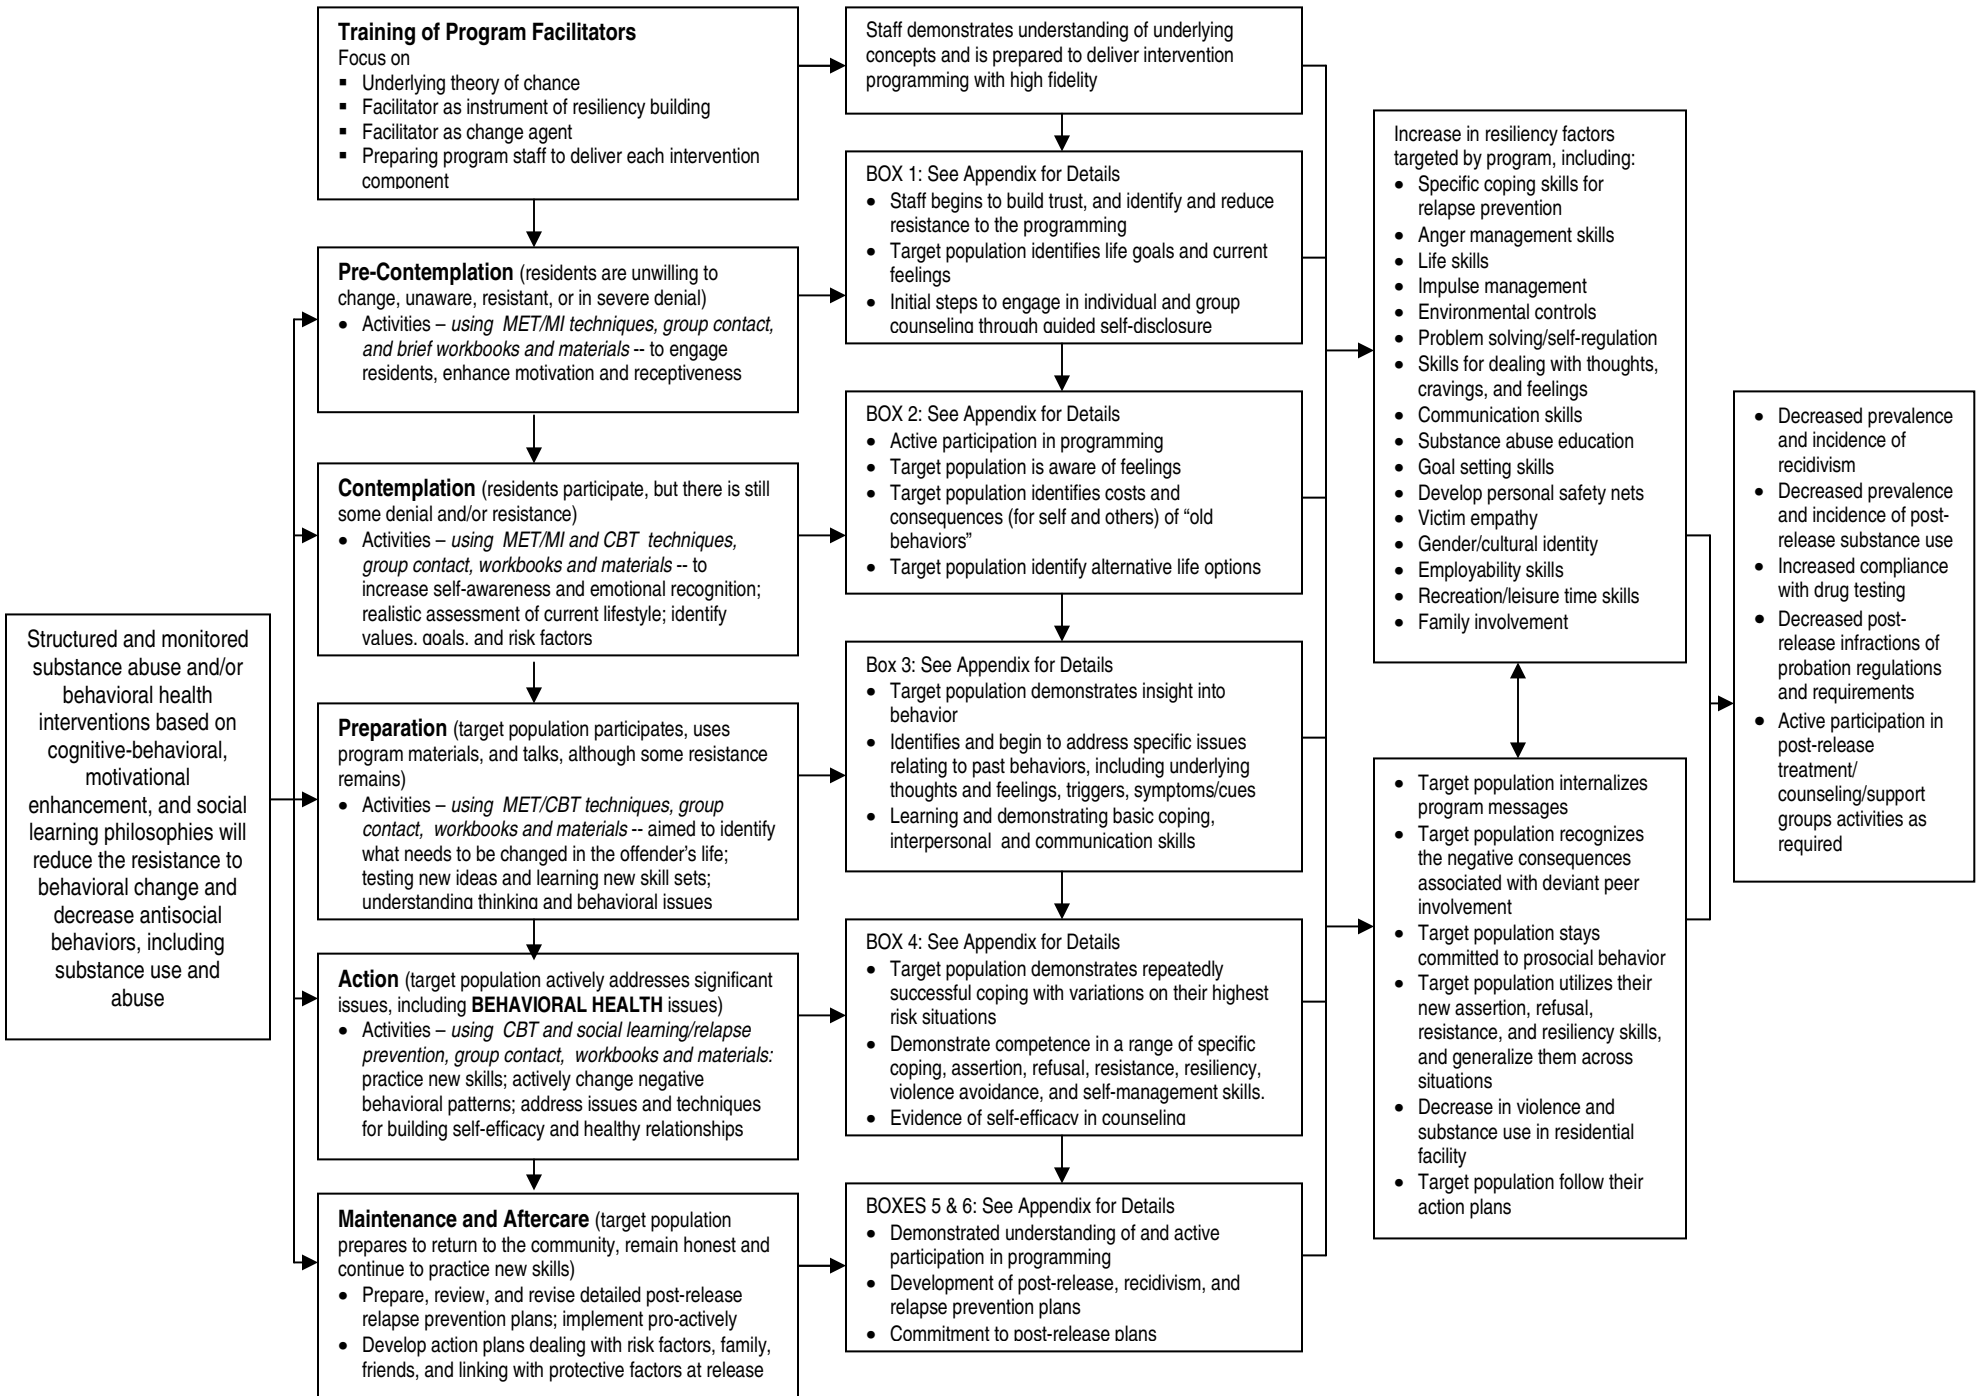 Structured and monitored
substance abuse and/or
behavioral health
interventions based on
cognitive-behavioral,
motivational
enhancement, and social
learning philosophies will
reduce the resistance to
behavioral change and
decrease antisocial
behaviors, including
substance use and
abuse
Training of Program Facilitators
Focus on
▪ Underlying theory of chance
▪ Facilitator as instrument of resiliency building
▪ Facilitator as change agent
▪ Preparing program staff to deliver each intervention
component
Pre-Contemplation (residents are unwilling to
change, unaware, resistant, or in severe denial)
• Activities – using MET/MI techniques, group contact,
and brief workbooks and materials -- to engage
residents, enhance motivation and receptiveness
Contemplation (residents participate, but there is still
some denial and/or resistance)
• Activities – using MET/MI and CBT techniques,
group contact, workbooks and materials -- to
increase self-awareness and emotional recognition;
realistic assessment of current lifestyle; identify
values, goals, and risk factors
Preparation (target population participates, uses
program materials, and talks, although some resistance
remains)
• Activities – using MET/CBT techniques, group
contact, workbooks and materials -- aimed to identify
what needs to be changed in the offender's life;
testing new ideas and learning new skill sets;
understanding thinking and behavioral issues
Action (target population actively addresses significant
issues, including BEHAVIORAL HEALTH issues)
• Activities – using CBT and social learning/relapse
prevention, group contact, workbooks and materials:
practice new skills; actively change negative
behavioral patterns; address issues and techniques
for building self-efficacy and healthy relationships
Maintenance and Aftercare (target population
prepares to return to the community, remain honest and
continue to practice new skills)
• Prepare, review, and revise detailed post-release
relapse prevention plans; implement pro-actively
• Develop action plans dealing with risk factors, family,
friends, and linking with protective factors at release
Staff demonstrates understanding of underlying
concepts and is prepared to deliver intervention
programming with high fidelity
BOX 1: See Appendix for Details
• Staff begins to build trust, and identify and reduce
resistance to the programming
• Target population identifies life goals and current
feelings
• Initial steps to engage in individual and group
counseling through guided self-disclosure
BOX 2: See Appendix for Details
• Active participation in programming
• Target population is aware of feelings
• Target population identifies costs and
consequences (for self and others) of “old
behaviors”
• Target population identify alternative life options
Box 3: See Appendix for Details
• Target population demonstrates insight into
behavior
• Identifies and begin to address specific issues
relating to past behaviors, including underlying
thoughts and feelings, triggers, symptoms/cues
• Learning and demonstrating basic coping,
interpersonal and communication skills
BOX 4: See Appendix for Details
• Target population demonstrates repeatedly
successful coping with variations on their highest
risk situations
• Demonstrate competence in a range of specific
coping, assertion, refusal, resistance, resiliency,
violence avoidance, and self-management skills.
• Evidence of self-efficacy in counseling
BOXES 5 & 6: See Appendix for Details
• Demonstrated understanding of and active
participation in programming
• Development of post-release, recidivism, and
relapse prevention plans
• Commitment to post-release plans
Increase in resiliency factors
targeted by program, including:
• Specific coping skills for
relapse prevention
• Anger management skills
• Life skills
• Impulse management
• Environmental controls
• Problem solving/self-regulation
• Skills for dealing with thoughts,
cravings, and feelings
• Communication skills
• Substance abuse education
• Goal setting skills
• Develop personal safety nets
• Victim empathy
• Gender/cultural identity
• Employability skills
• Recreation/leisure time skills
• Family involvement
• Target population internalizes
program messages
• Target population recognizes
the negative consequences
associated with deviant peer
involvement
• Target population stays
committed to prosocial behavior
• Target population utilizes their
new assertion, refusal,
resistance, and resiliency skills,
and generalize them across
situations
• Decrease in violence and
substance use in residential
facility
• Target population follow their
action plans
• Decreased prevalence
and incidence of
recidivism
• Decreased prevalence
and incidence of post-
release substance use
• Increased compliance
with drug testing
• Decreased post-
release infractions of
probation regulations
and requirements
• Active participation in
post-release
treatment/
counseling/support
groups activities as
required